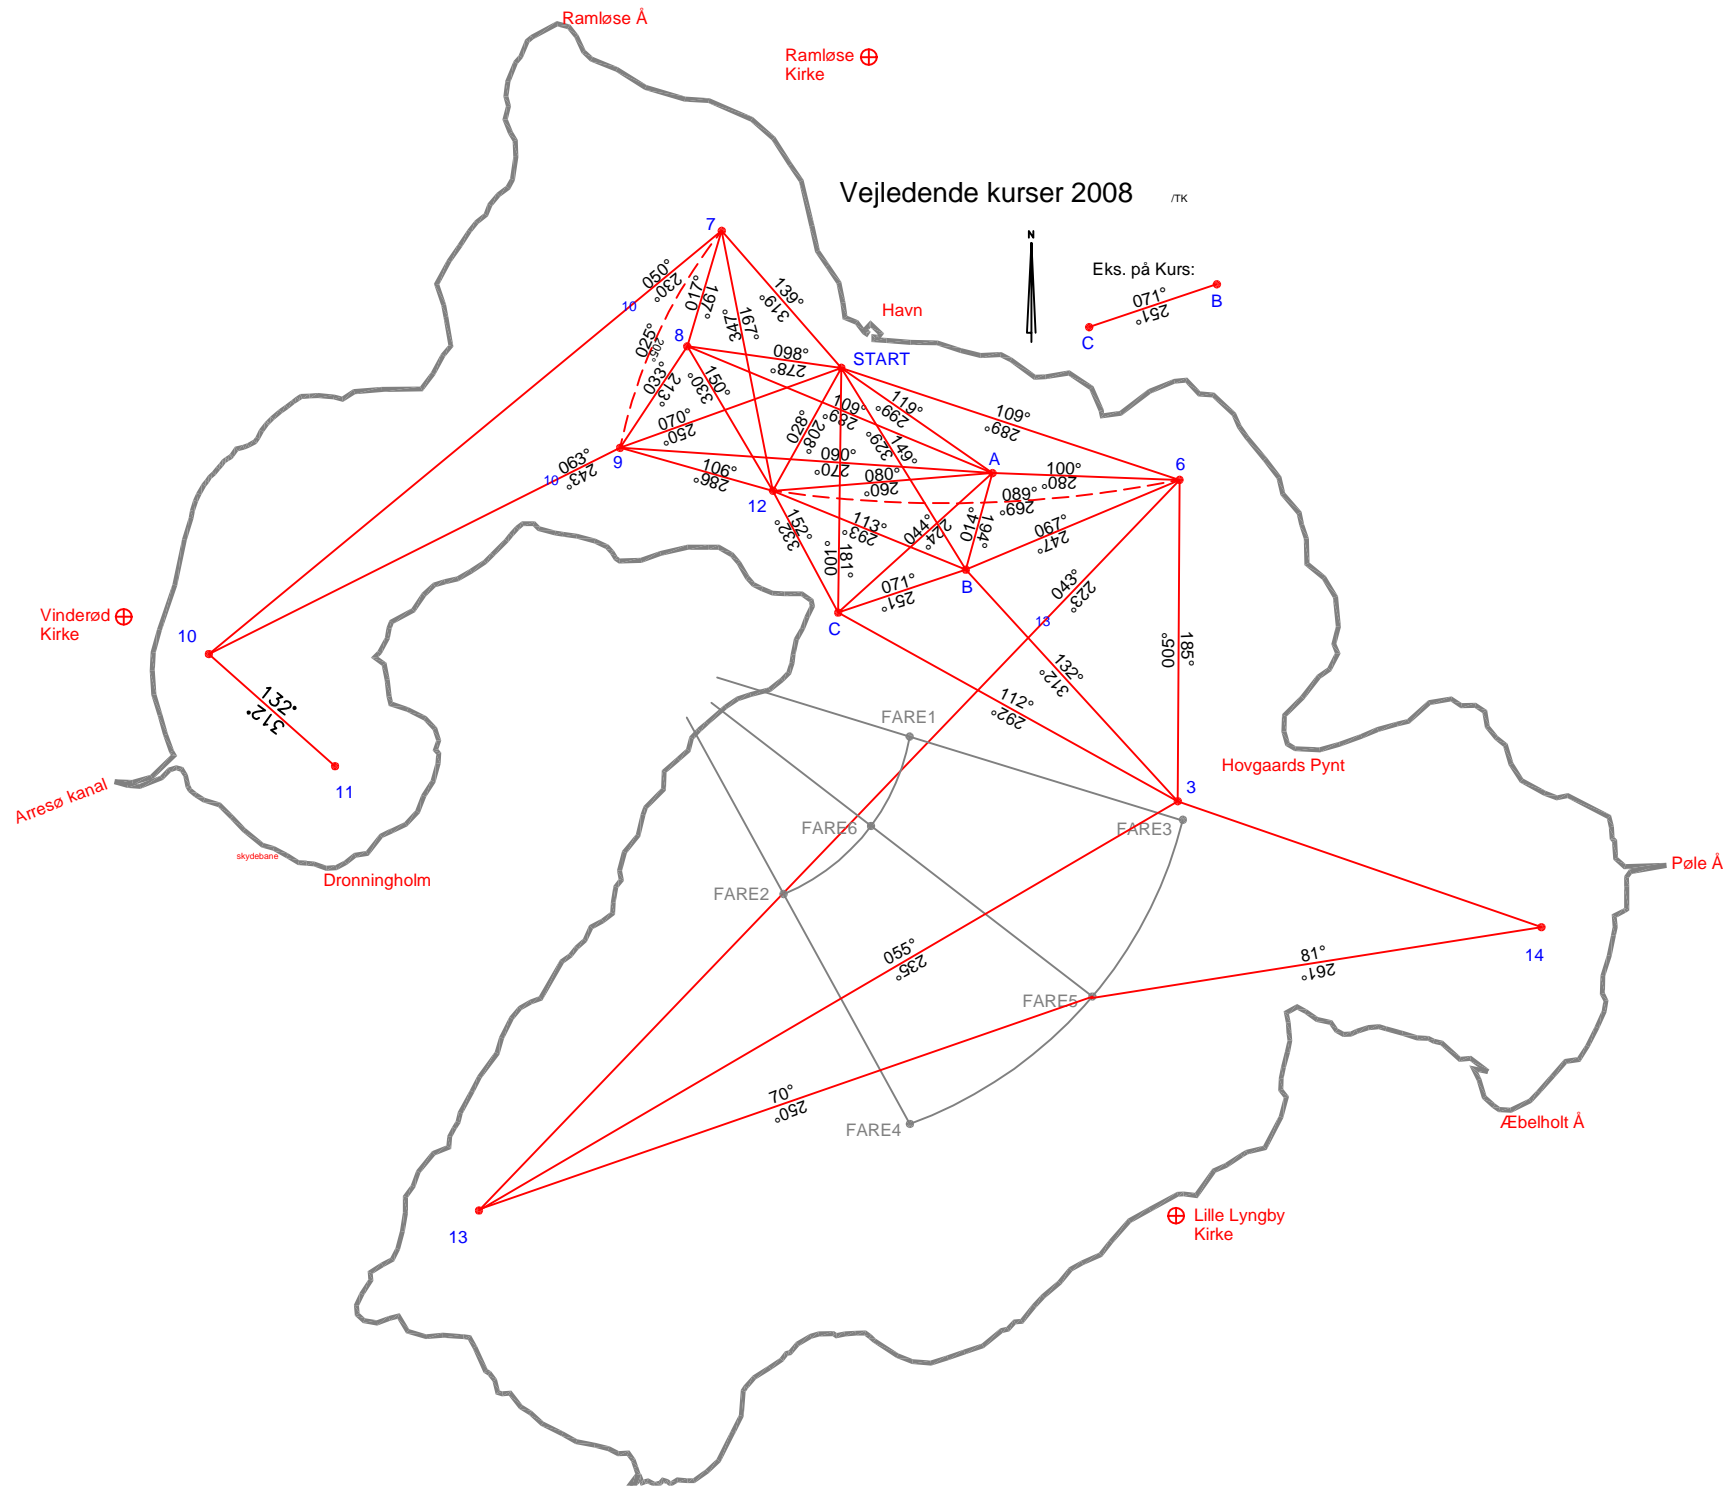 Ramløse Å
Ramløse
Kirke
Vejledende kurser 2008
/TK
N
Eks. på Kurs:
071°
251°
B
C
Havn
7
050°
230°
10
017°
197°
139°
319°
167°
347°
025°
205°
8
098°
278°
START
033°
213°
150°
330°
070°
250°
028°
208°
109°
289°
119°
299°
149°
329°
109°
289°
9
063°
243°
10
106°
286°
090°
270°
080°
260°
A
100°
280°
6
089°
269°
12
152°
332°
113°
293°
001°
181°
044°
224°
014°
194°
067°
247°
071°
251°
B
C
043°
223°
13
005°
185°
132°
312°
112°
292°
Vinderød
Kirke
10
132°
312°
11
Arresø kanal
skydebane
Dronningholm
FARE1
Hovgaards Pynt
3
FARE3
FARE6
FARE2
Pøle Å
055°
235°
81°
261°
14
FARE5
70°
250°
FARE4
Æbelholt Å
13
Lille Lyngby
Kirke